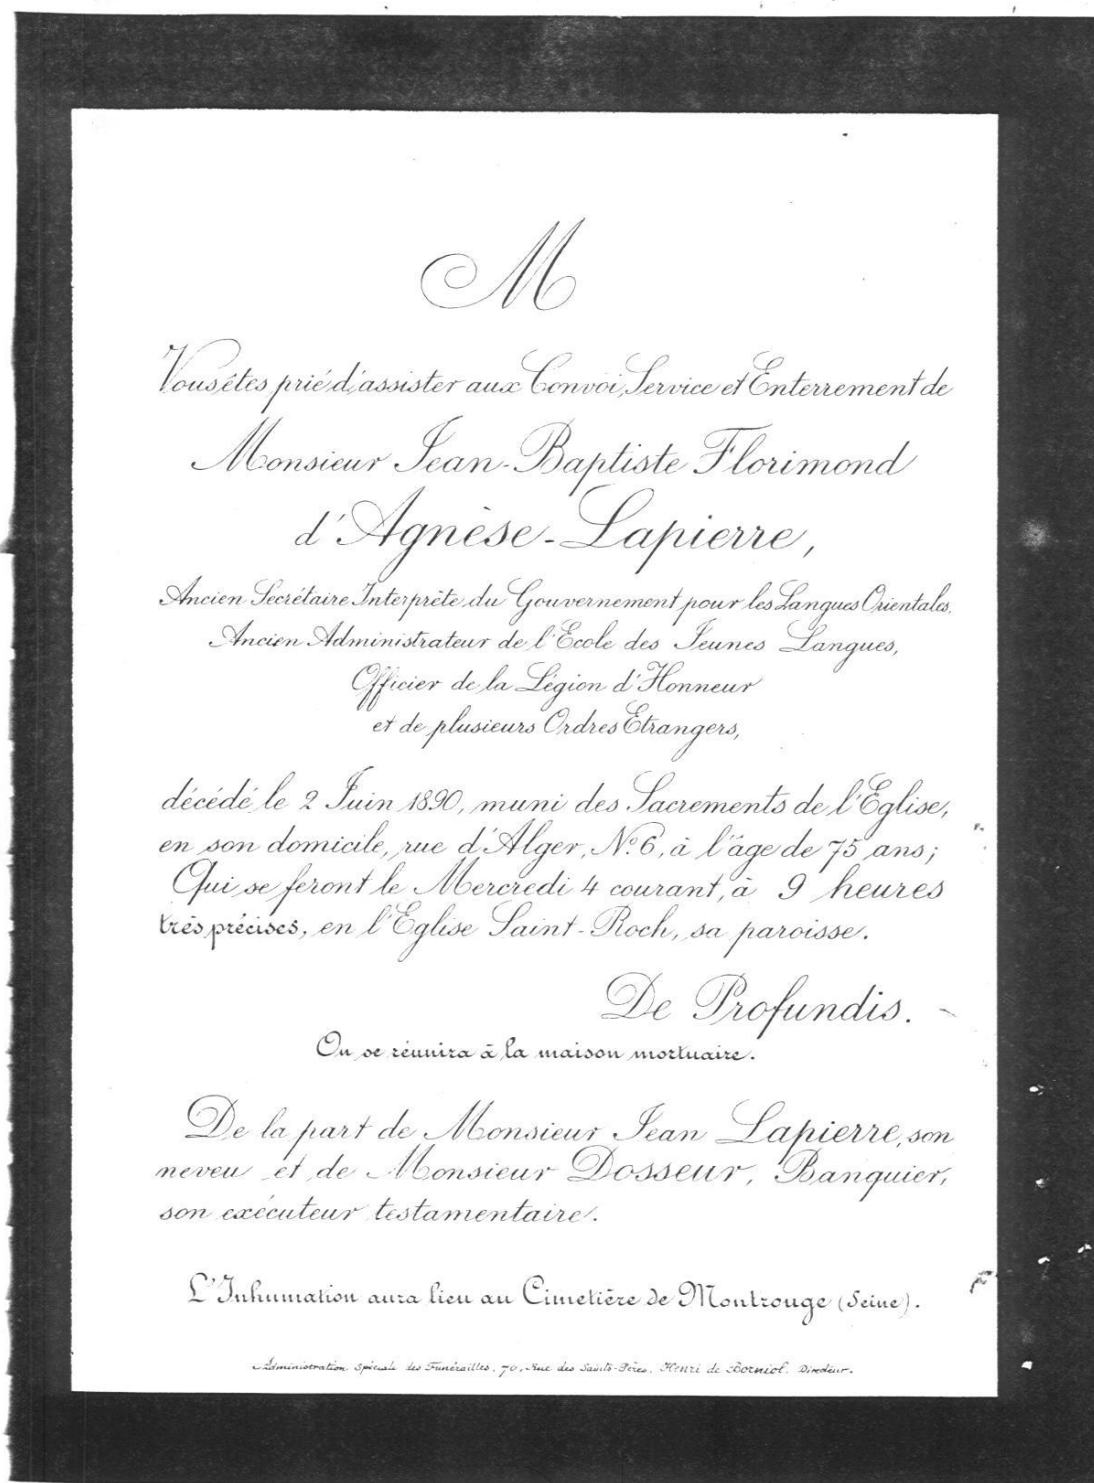 M
Vous êtes prié d'assister aux Convoi, Service et Enterrement de
Monsieur Jean-Baptiste Florimond
d'Agnèse-Lapierre,
Ancien Secrétaire Interprète du Gouvernement pour les Langues Orientales,
Ancien Administrateur de l'Ecole des Jeunes Langues,
Officier de la Légion d'Honneur
et de plusieurs Ordres Etrangers,
décédé le 2 Juin 1890, muni des Sacrements de l'Eglise,
en son domicile, rue d'Alger, No. 6, à l'âge de 75 ans;
Qui se feront le Mercredi 4 courant, à 9 heures
très précises, en l'Eglise Saint-Roch, sa paroisse.
De Profundis.
On se réunira à la maison mortuaire.
De la part de Monsieur Jean Lapierre, son
neveu et de Monsieur Dosseur, Banquier,
son exécuteur testamentaire.
L'Inhumation aura lieu au Cimetière de Montrouge (Seine).
Administration Spéciale des Funérailles, 70, Rue des Saints-Pères. Henri de Borniol. Directeur.